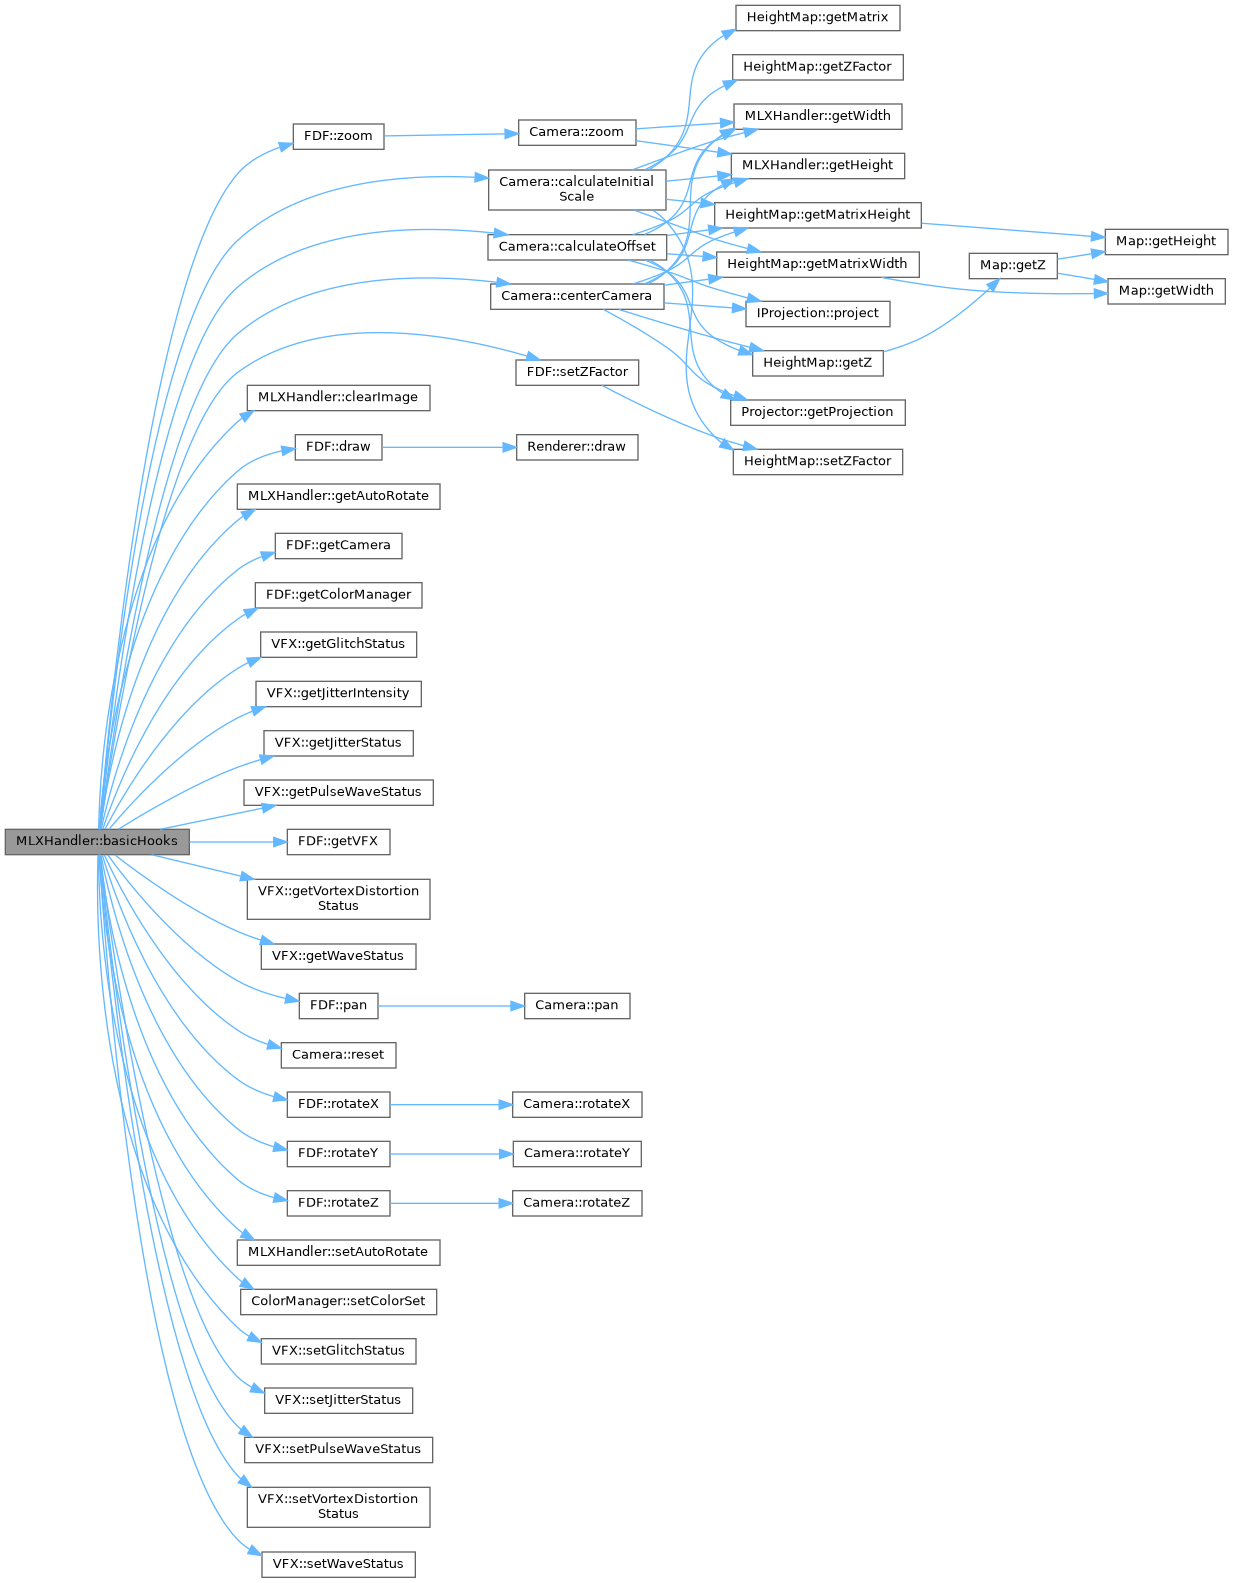 HeightMap::getMatrix
HeightMap::getZFactor
MLXHandler::getWidth
FDF::zoom
Camera::zoom
MLXHandler::getHeight
Camera::calculateInitial
Scale
HeightMap::getMatrixHeight
Camera::calculateOffset
Map::getHeight
HeightMap::getMatrixWidth
Map::getZ
Map::getWidth
Camera::centerCamera
IProjection::project
HeightMap::getZ
FDF::setZFactor
MLXHandler::clearImage
Projector::getProjection
FDF::draw
Renderer::draw
HeightMap::setZFactor
MLXHandler::getAutoRotate
FDF::getCamera
FDF::getColorManager
VFX::getGlitchStatus
VFX::getJitterIntensity
VFX::getJitterStatus
VFX::getPulseWaveStatus
MLXHandler::basicHooks
FDF::getVFX
VFX::getVortexDistortion
Status
VFX::getWaveStatus
FDF::pan
Camera::pan
Camera::reset
FDF::rotateX
Camera::rotateX
FDF::rotateY
Camera::rotateY
FDF::rotateZ
Camera::rotateZ
MLXHandler::setAutoRotate
ColorManager::setColorSet
VFX::setGlitchStatus
VFX::setJitterStatus
VFX::setPulseWaveStatus
VFX::setVortexDistortion
Status
VFX::setWaveStatus